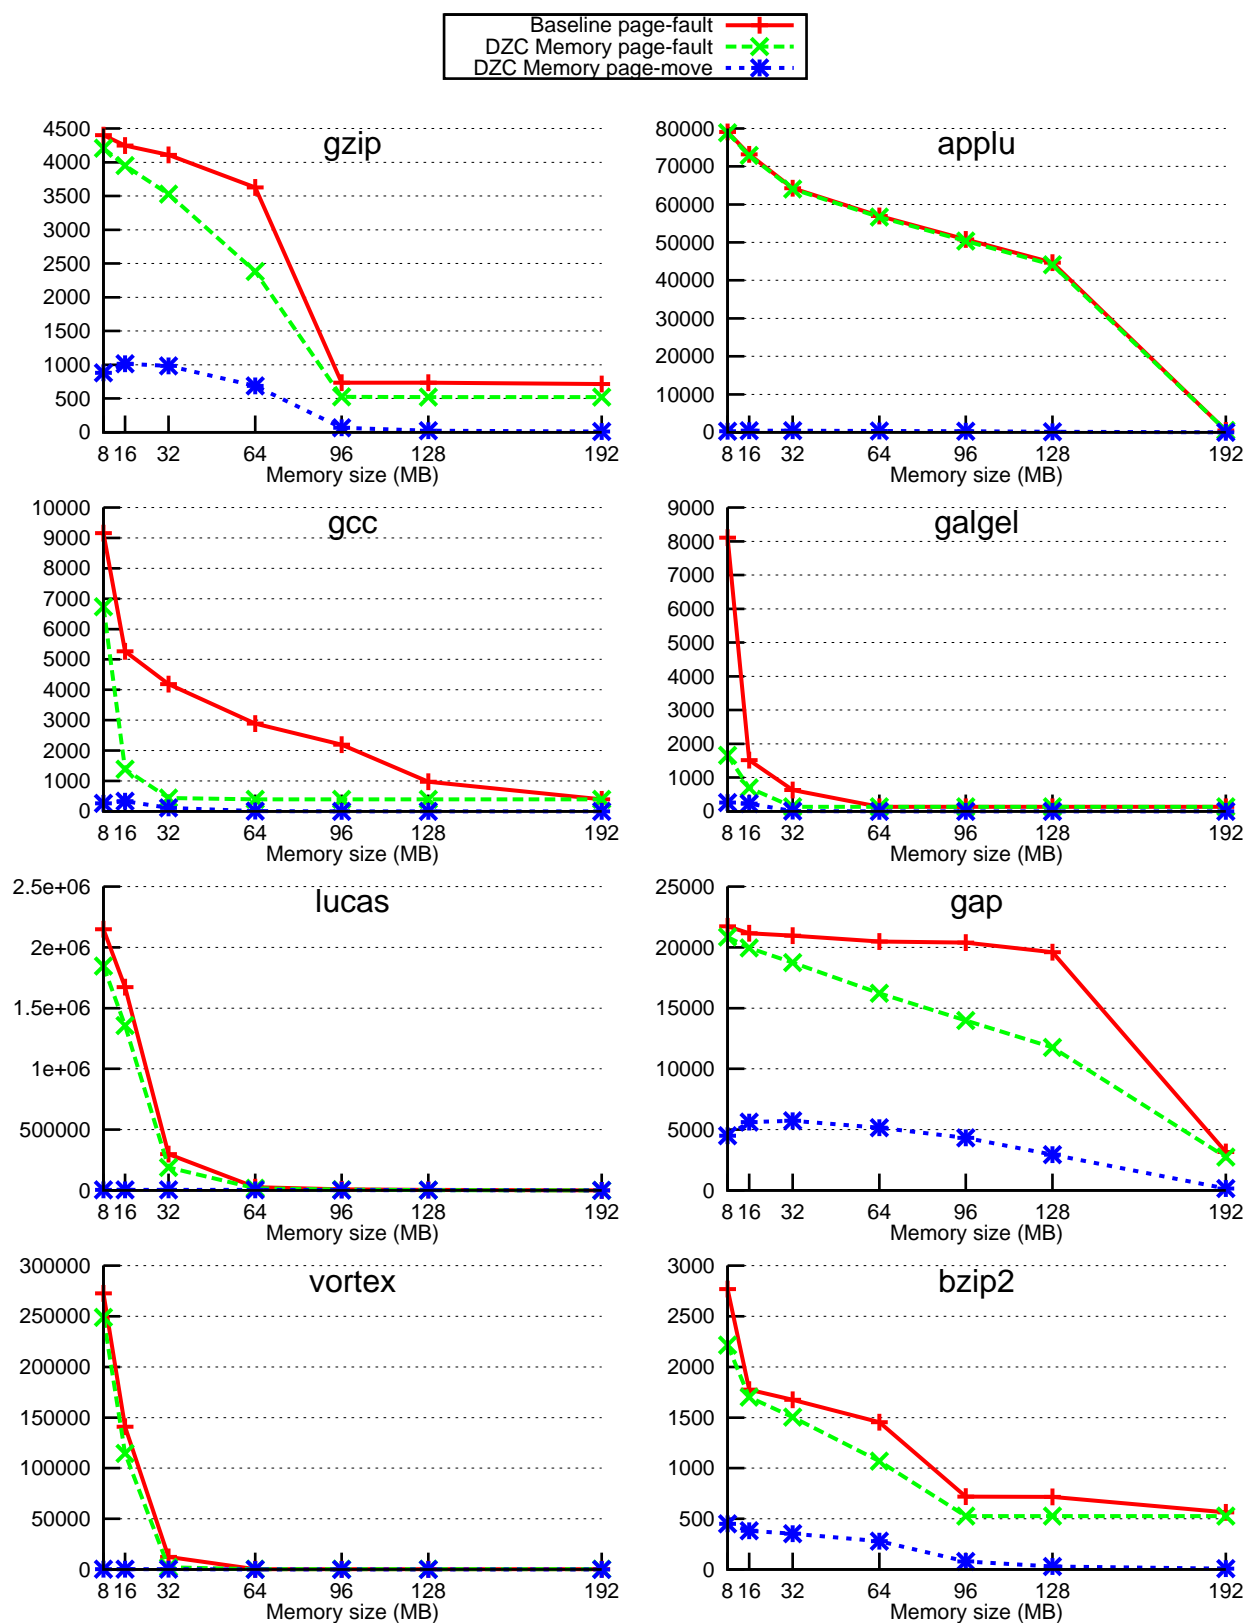 Baseline page-fault
DZC Memory page-fault
DZC Memory page-move
gzip
4500
4000
3500
3000
2500
2000
1500
1000
500
0
8 16 32 64 96 128 192
Memory size (MB)
applu
80000
70000
60000
50000
40000
30000
20000
10000
0
8 16 32 64 96 128 192
Memory size (MB)
gcc
10000
9000
8000
7000
6000
5000
4000
3000
2000
1000
0
8 16 32 64 96 128 192
Memory size (MB)
galgel
9000
8000
7000
6000
5000
4000
3000
2000
1000
0
8 16 32 64 96 128 192
Memory size (MB)
lucas
2.5e+06
2e+06
1.5e+06
1e+06
500000
0
8 16 32 64 96 128 192
Memory size (MB)
gap
25000
20000
15000
10000
5000
0
8 16 32 64 96 128 192
Memory size (MB)
vortex
300000
250000
200000
150000
100000
50000
0
8 16 32 64 96 128 192
Memory size (MB)
bzip2
3000
2500
2000
1500
1000
500
0
8 16 32 64 96 128 192
Memory size (MB)